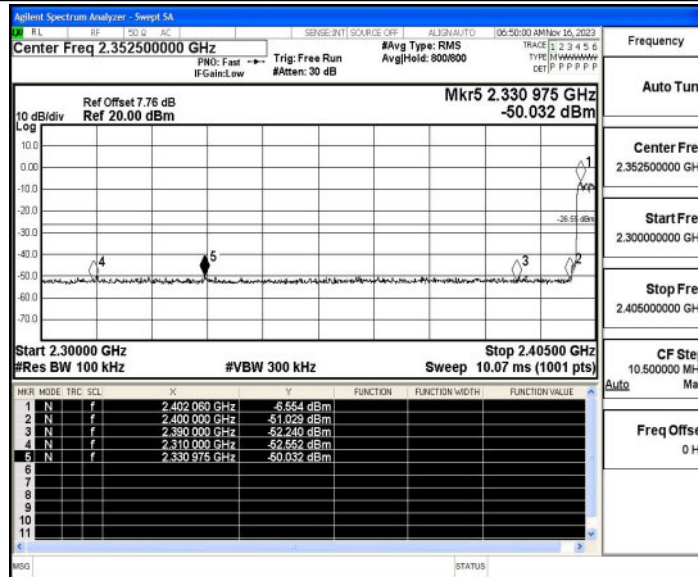 Agilent Spectrum Analyzer - Swept SA
RL RF 50 Ω AC SENSE:INT SOURCE OFF ALIGN AUTO 06:50:00 AM Nov 16, 2023
Center Freq 2.352500000 GHz
#Avg Type: RMS
TRACE 1 2 3 4 5 6
PNO: Fast
Trig: Free Run
Avg|Hold: 800/800
TYPE M
IFGain:Low
#Atten: 30 dB
DET P P P P P P
Frequency
Auto Tun
Mkr5 2.330 975 GHz
-50.032 dBm
Ref Offset 7.76 dB
10 dB/div
Ref 20.00 dBm
Log
10.0
0.00
-10.0
-20.0
-30.0
-40.0
-50.0
-60.0
-70.0
1
-26.55 dBm
4
5
3
2
Center Fre
2.352500000 GH
Start Fre
2.300000000 GH
Stop Fre
2.405000000 GH
CF Ste
10.500000 MH
Auto Ma
Freq Offse
0 H
Start 2.30000 GHz
Stop 2.40500 GHz
#Res BW 100 kHz
#VBW 300 kHz
Sweep 10.07 ms (1001 pts)
MKR MODE TRC SCL X Y FUNCTION FUNCTION WIDTH FUNCTION VALUE
1 N f 2.402 060 GHz -6.554 dBm
2 N f 2.400 000 GHz -51.029 dBm
3 N f 2.390 000 GHz -52.240 dBm
4 N f 2.310 000 GHz -52.552 dBm
5 N f 2.330 975 GHz -50.032 dBm
6
7
8
9
10
11
MSG
STATUS